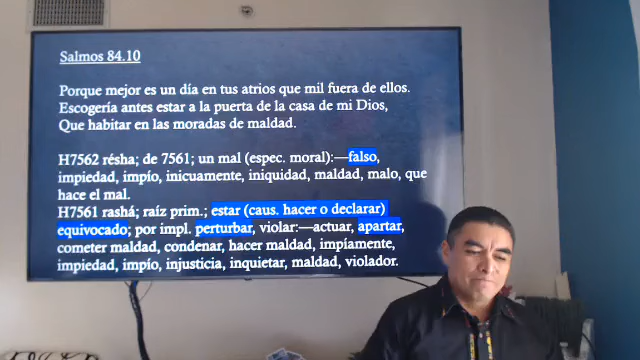 Salmos 84.10
Porque mejor es un día en tus atrios que mil fuera de ellos.
Escogería antes estar a la puerta de la casa de mi Dios,
Que habitar en las moradas de maldad.
H7562 résha; de 7561; un mal (espec. moral):—falso,
impiedad, impío, inicuamente, iniquidad, maldad, malo, que
hace el mal.
H7561 rashá; raíz prim.; estar (caus. hacer o declarar)
equivocado; por impl. perturbar, violar:—actuar, apartar,
cometer maldad, condenar, hacer maldad, impíamente,
impiedad, impío, injusticia, inquietar, maldad, violador.